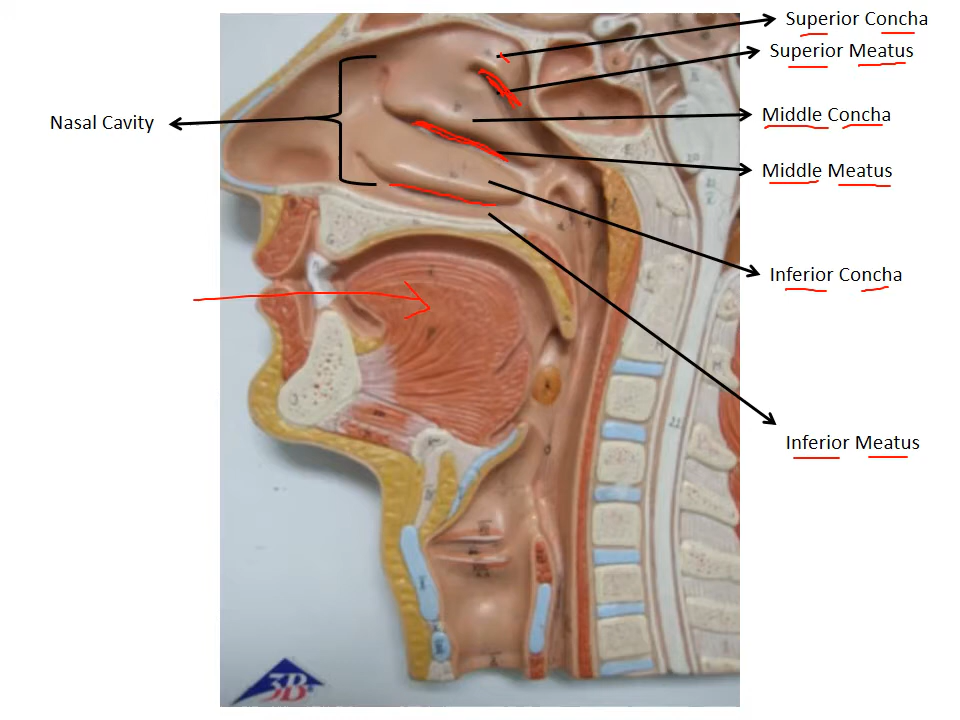 Superior Concha
Superior Meatus
Nasal Cavity
Middle Concha
Middle Meatus
Inferior Concha
Inferior Meatus
3B